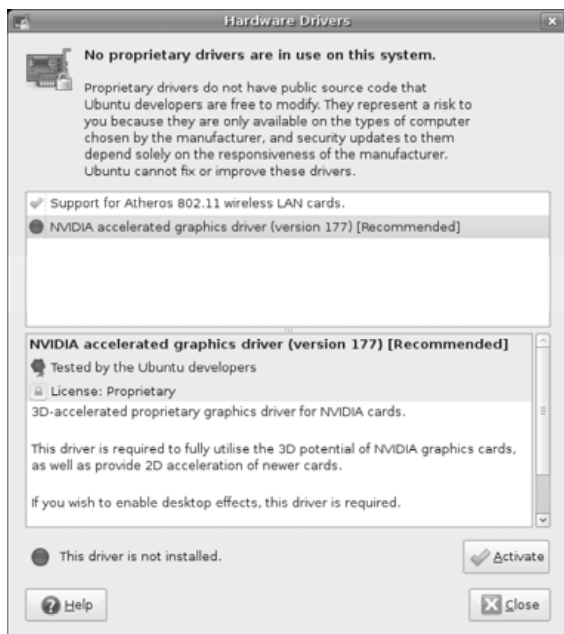 Hardware Drivers
No proprietary drivers are in use on this system.
Proprietary drivers do not have public source code that
Ubuntu developers are free to modify. They represent a risk to
you because they are only available on the types of computer
chosen by the manufacturer, and security updates to them
depend solely on the responsiveness of the manufacturer.
Ubuntu cannot fix or improve these drivers.
Support for Atheros 802.11 wireless LAN cards.
NVIDIA accelerated graphics driver (version 177) [Recommended]
NVIDIA accelerated graphics driver (version 177) [Recommended]
Tested by the Ubuntu developers
License: Proprietary
3D-accelerated proprietary graphics driver for NVIDIA cards.
This driver is required to fully utilise the 3D potential of NVIDIA graphics cards,
as well as provide 2D acceleration of newer cards.
If you wish to enable desktop effects, this driver is required.
This driver is not installed.
Activate
Help
Close